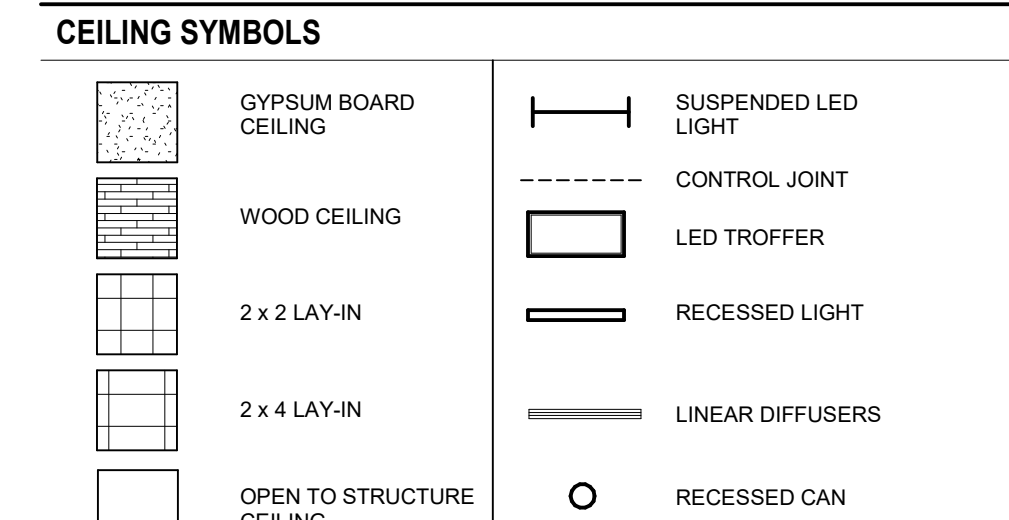 CEILING SYMBOLS
GYPSUM BOARD
CEILING
WOOD CEILING
2 x 2 LAY-IN
2 x 4 LAY-IN
OPEN TO STRUCTURE
CEILING
SUSPENDED LED
LIGHT
CONTROL JOINT
LED TROFFER
RECESSED LIGHT
LINEAR DIFFUSERS
RECESSED CAN